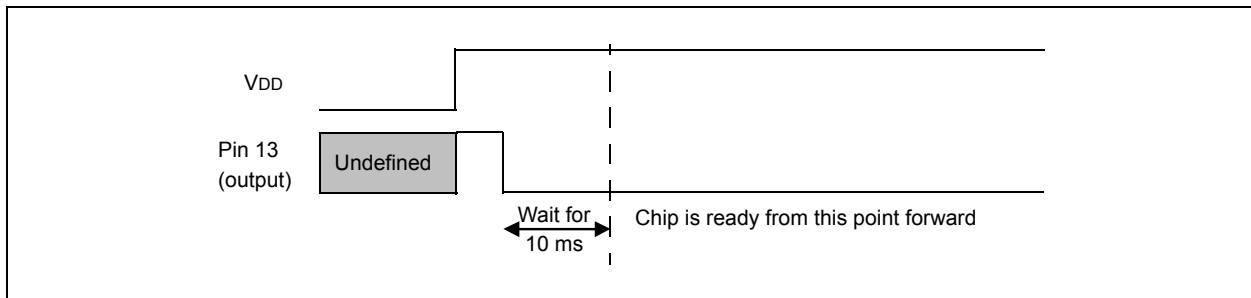 VDD
Pin 13
(output)
Undefined
Wait for
10 ms
Chip is ready from this point forward